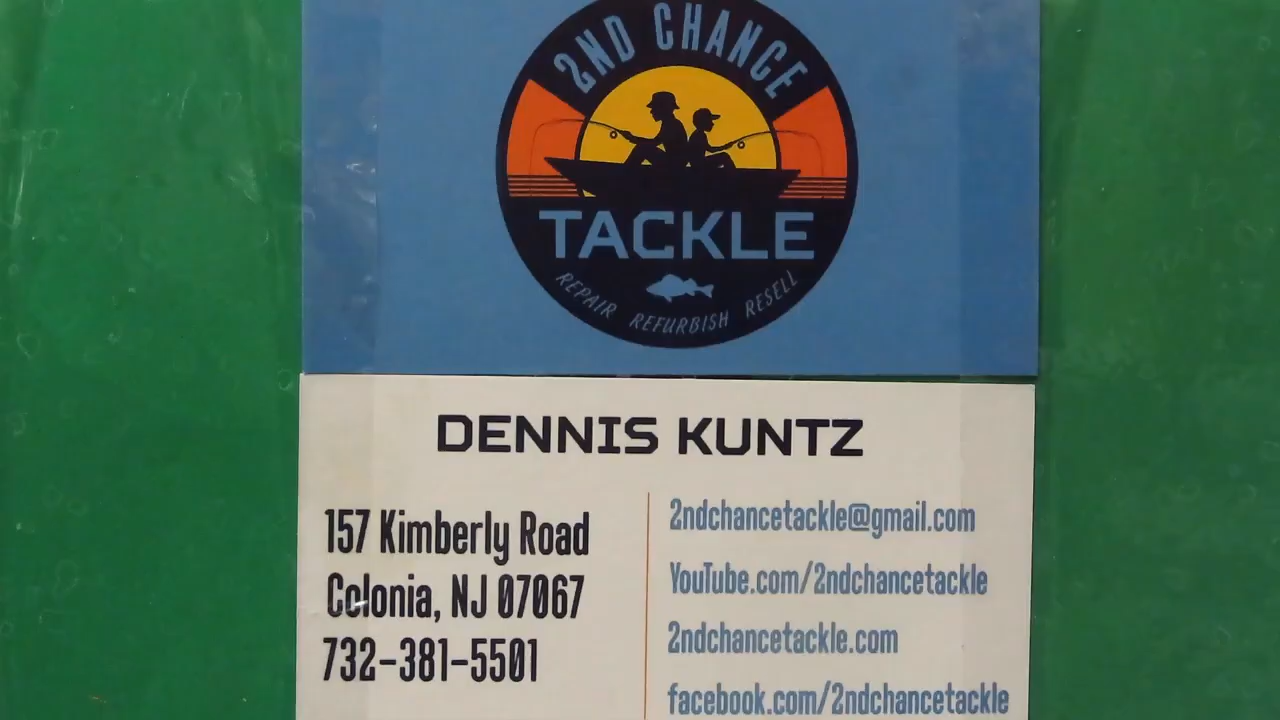 2ND CHANCE
TACKLE
REPAIR REFURBISH RESELL
DENNIS KUNTZ
157 Kimberly Road
Colonia, NJ 07067
732-381-5501
2ndchancetackle@gmail.com
YouTube.com/2ndchancetackle
2ndchancetackle.com
facebook.com/2ndchancetackle